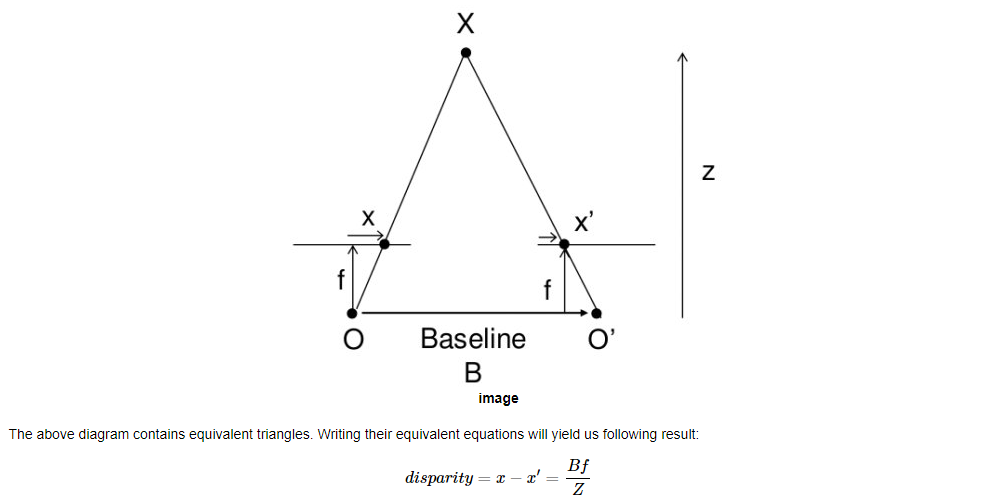 X
Z
X X'
f f
O Baseline O'
B
image
The above diagram contains equivalent triangles. Writing their equivalent equations will yield us following result:
disparity = x − x′ = Bf / Z